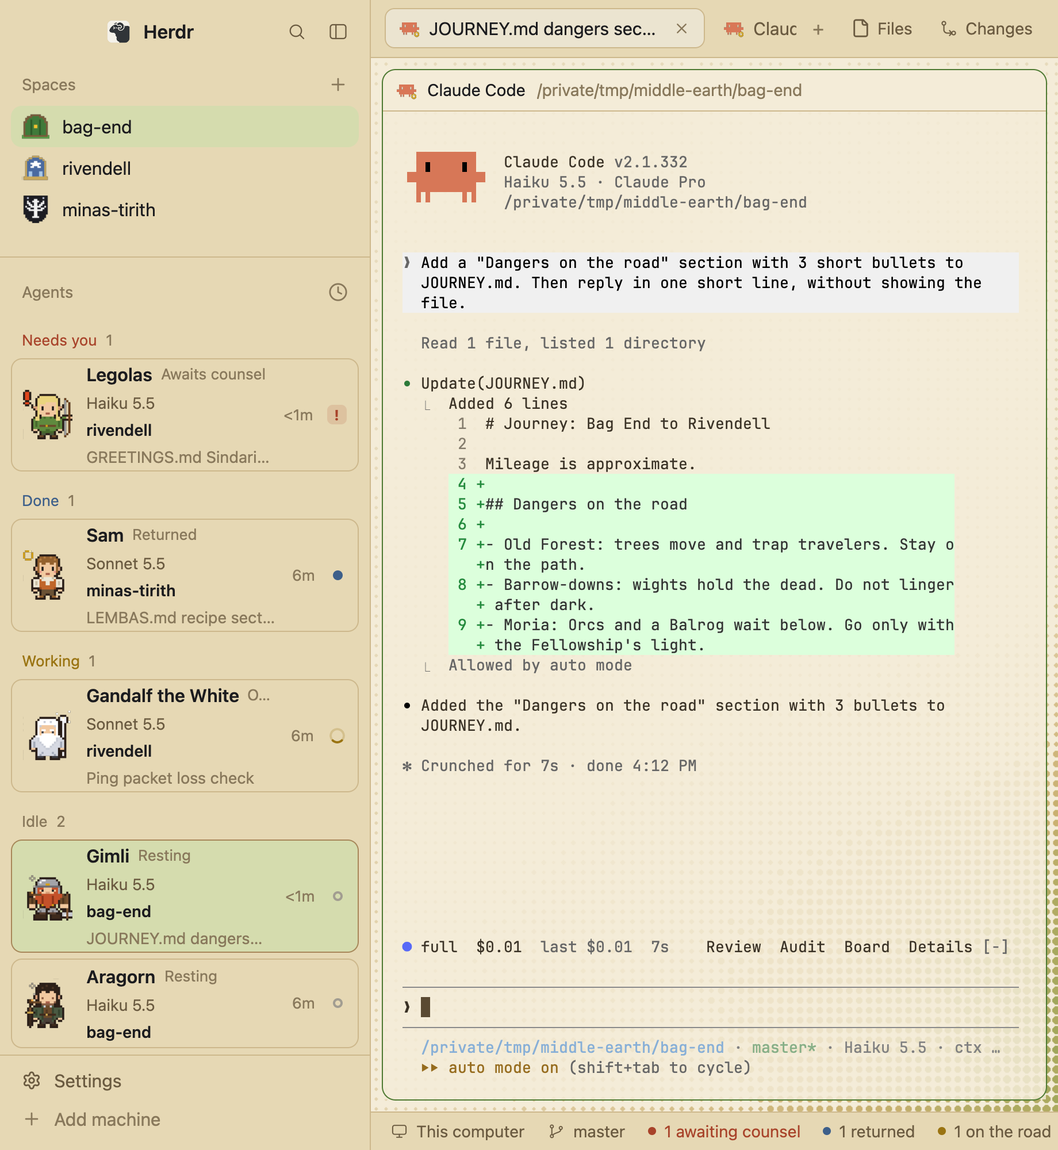 Herdr
Spaces
bag-end
rivendell
minas-tirith
Agents
Needs you 1
Legolas Awaits counsel
Haiku 5.5
<1m !
rivendell
GREETINGS.md Sindari...
Done 1
Sam Returned
Sonnet 5.5
6m
minas-tirith
LEMBAS.md recipe sect...
Working 1
Gandalf the White O...
Sonnet 5.5
6m
rivendell
Ping packet loss check
Idle 2
Gimli Resting
Haiku 5.5
<1m
bag-end
JOURNEY.md dangers...
Aragorn Resting
Haiku 5.5
6m
bag-end
Settings
+ Add machine
JOURNEY.md dangers sec... × Clauc + Files Changes
Claude Code /private/tmp/middle-earth/bag-end
Claude Code v2.1.332
Haiku 5.5 · Claude Pro
/private/tmp/middle-earth/bag-end
❯ Add a "Dangers on the road" section with 3 short bullets to
JOURNEY.md. Then reply in one short line, without showing the
file.
Read 1 file, listed 1 directory
• Update(JOURNEY.md)
└ Added 6 lines
1 # Journey: Bag End to Rivendell
2
3 Mileage is approximate.
4 +
5 +## Dangers on the road
6 +
7 +- Old Forest: trees move and trap travelers. Stay o
+n the path.
8 +- Barrow-downs: wights hold the dead. Do not linger
+ after dark.
9 +- Moria: Orcs and a Balrog wait below. Go only with
+ the Fellowship's light.
└ Allowed by auto mode
• Added the "Dangers on the road" section with 3 bullets to
JOURNEY.md.
✻ Crunched for 7s · done 4:12 PM
full $0.01 last $0.01 7s Review Audit Board Details [-]
❯
/private/tmp/middle-earth/bag-end · master* · Haiku 5.5 · ctx …
▸▸ auto mode on (shift+tab to cycle)
This computer master 1 awaiting counsel 1 returned 1 on the road